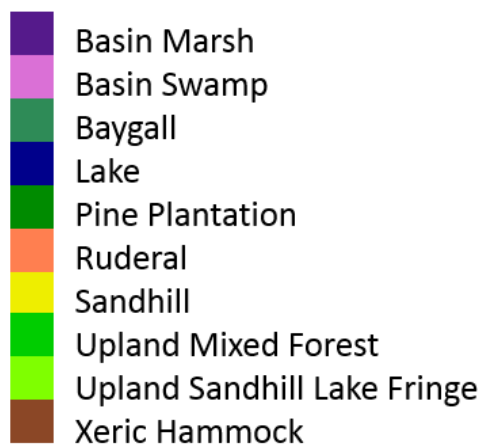 Basin Marsh
Basin Swamp
Baygall
Lake
Pine Plantation
Ruderal
Sandhill
Upland Mixed Forest
Upland Sandhill Lake Fringe
Xeric Hammock